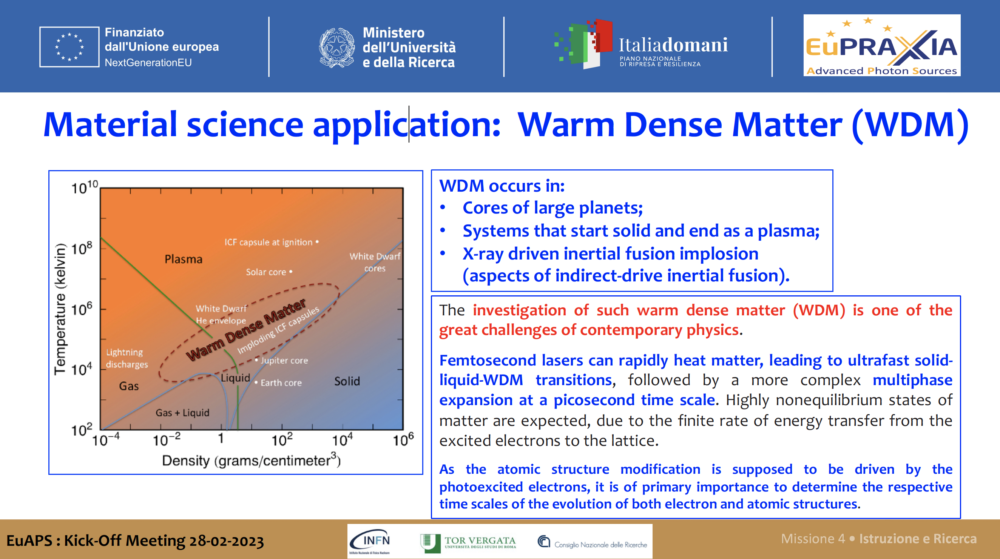 Finanziato
dall'Unione europea
NextGenerationEU
Ministero
dell'Università
e della Ricerca
REPVBBLICA ITALIANA
Italiadomani
PIANO NAZIONALE
DI RIPRESA E RESILIENZA
EuPRAXIA
Advanced Photon Sources
Material science application: Warm Dense Matter (WDM)
10^10
10^8
10^6
10^4
10^2
Temperature (kelvin)
ICF capsule at ignition •
Plasma
White Dwarf
cores
Solar core •
White Dwarf
He envelope
Warm Dense Matter
Imploding ICF capsules
Lightning
discharges
• Jupiter core
Liquid
• Earth core
Solid
Gas
Gas + Liquid
10^−4 10^−2 1 10^2 10^4 10^6
Density (grams/centimeter^3)
WDM occurs in:
• Cores of large planets;
• Systems that start solid and end as a plasma;
• X-ray driven inertial fusion implosion
(aspects of indirect-drive inertial fusion).
The investigation of such warm dense matter (WDM) is one of the
great challenges of contemporary physics.
Femtosecond lasers can rapidly heat matter, leading to ultrafast solid-
liquid-WDM transitions, followed by a more complex multiphase
expansion at a picosecond time scale. Highly nonequilibrium states of
matter are expected, due to the finite rate of energy transfer from the
excited electrons to the lattice.
As the atomic structure modification is supposed to be driven by the
photoexcited electrons, it is of primary importance to determine the respective
time scales of the evolution of both electron and atomic structures.
EuAPS : Kick-Off Meeting 28-02-2023
INFN
Istituto Nazionale di Fisica Nucleare
TOR VERGATA
UNIVERSITÀ DEGLI STUDI DI ROMA
Consiglio Nazionale delle Ricerche
Missione 4 • Istruzione e Ricerca